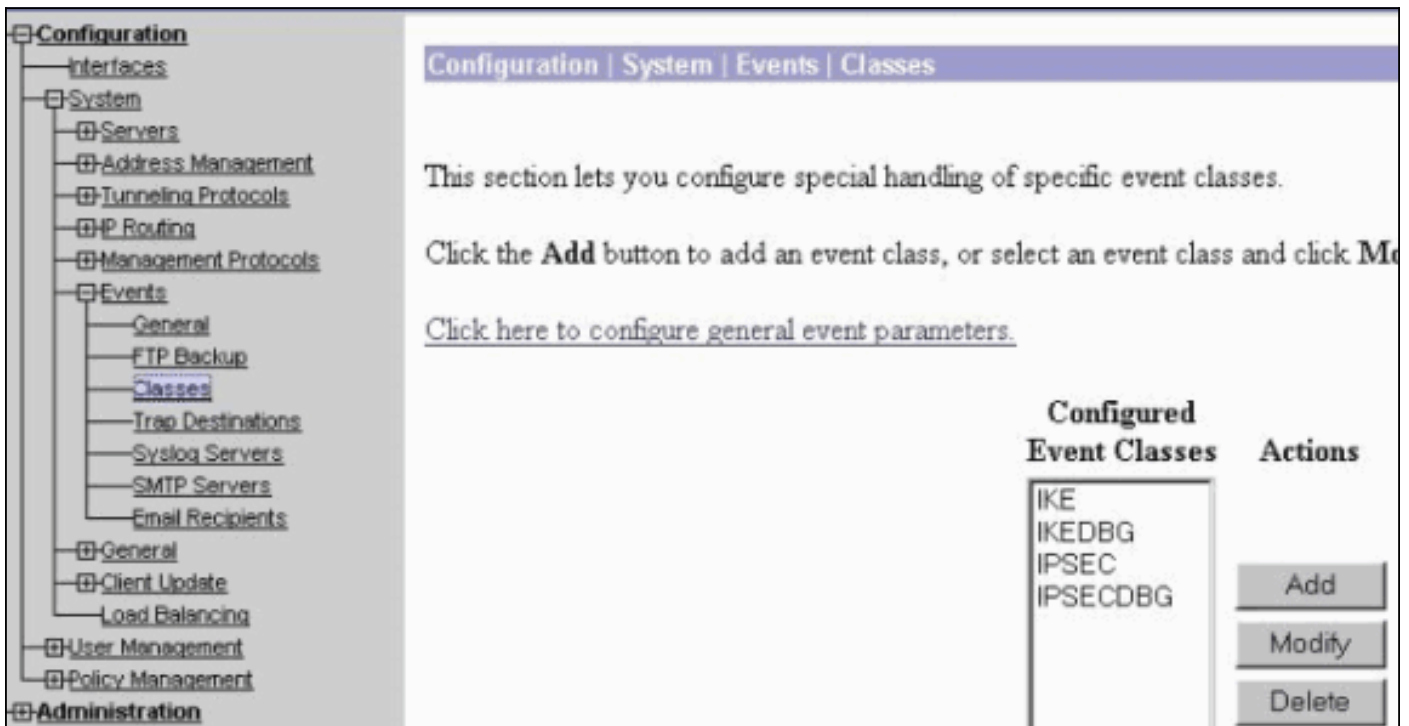 Configuration
Interfaces
System
Servers
Address Management
Tunneling Protocols
IP Routing
Management Protocols
Events
General
FTP Backup
Classes
Trap Destinations
Syslog Servers
SMTP Servers
Email Recipients
General
Client Update
Load Balancing
User Management
Policy Management
Administration
Configuration | System | Events | Classes
This section lets you configure special handling of specific event classes.
Click the Add button to add an event class, or select an event class and click
Click here to configure general event parameters.
Configured
Event Classes Actions
IKE
IKEDBG
IPSEC
IPSECDBG
Add
Modify
Delete